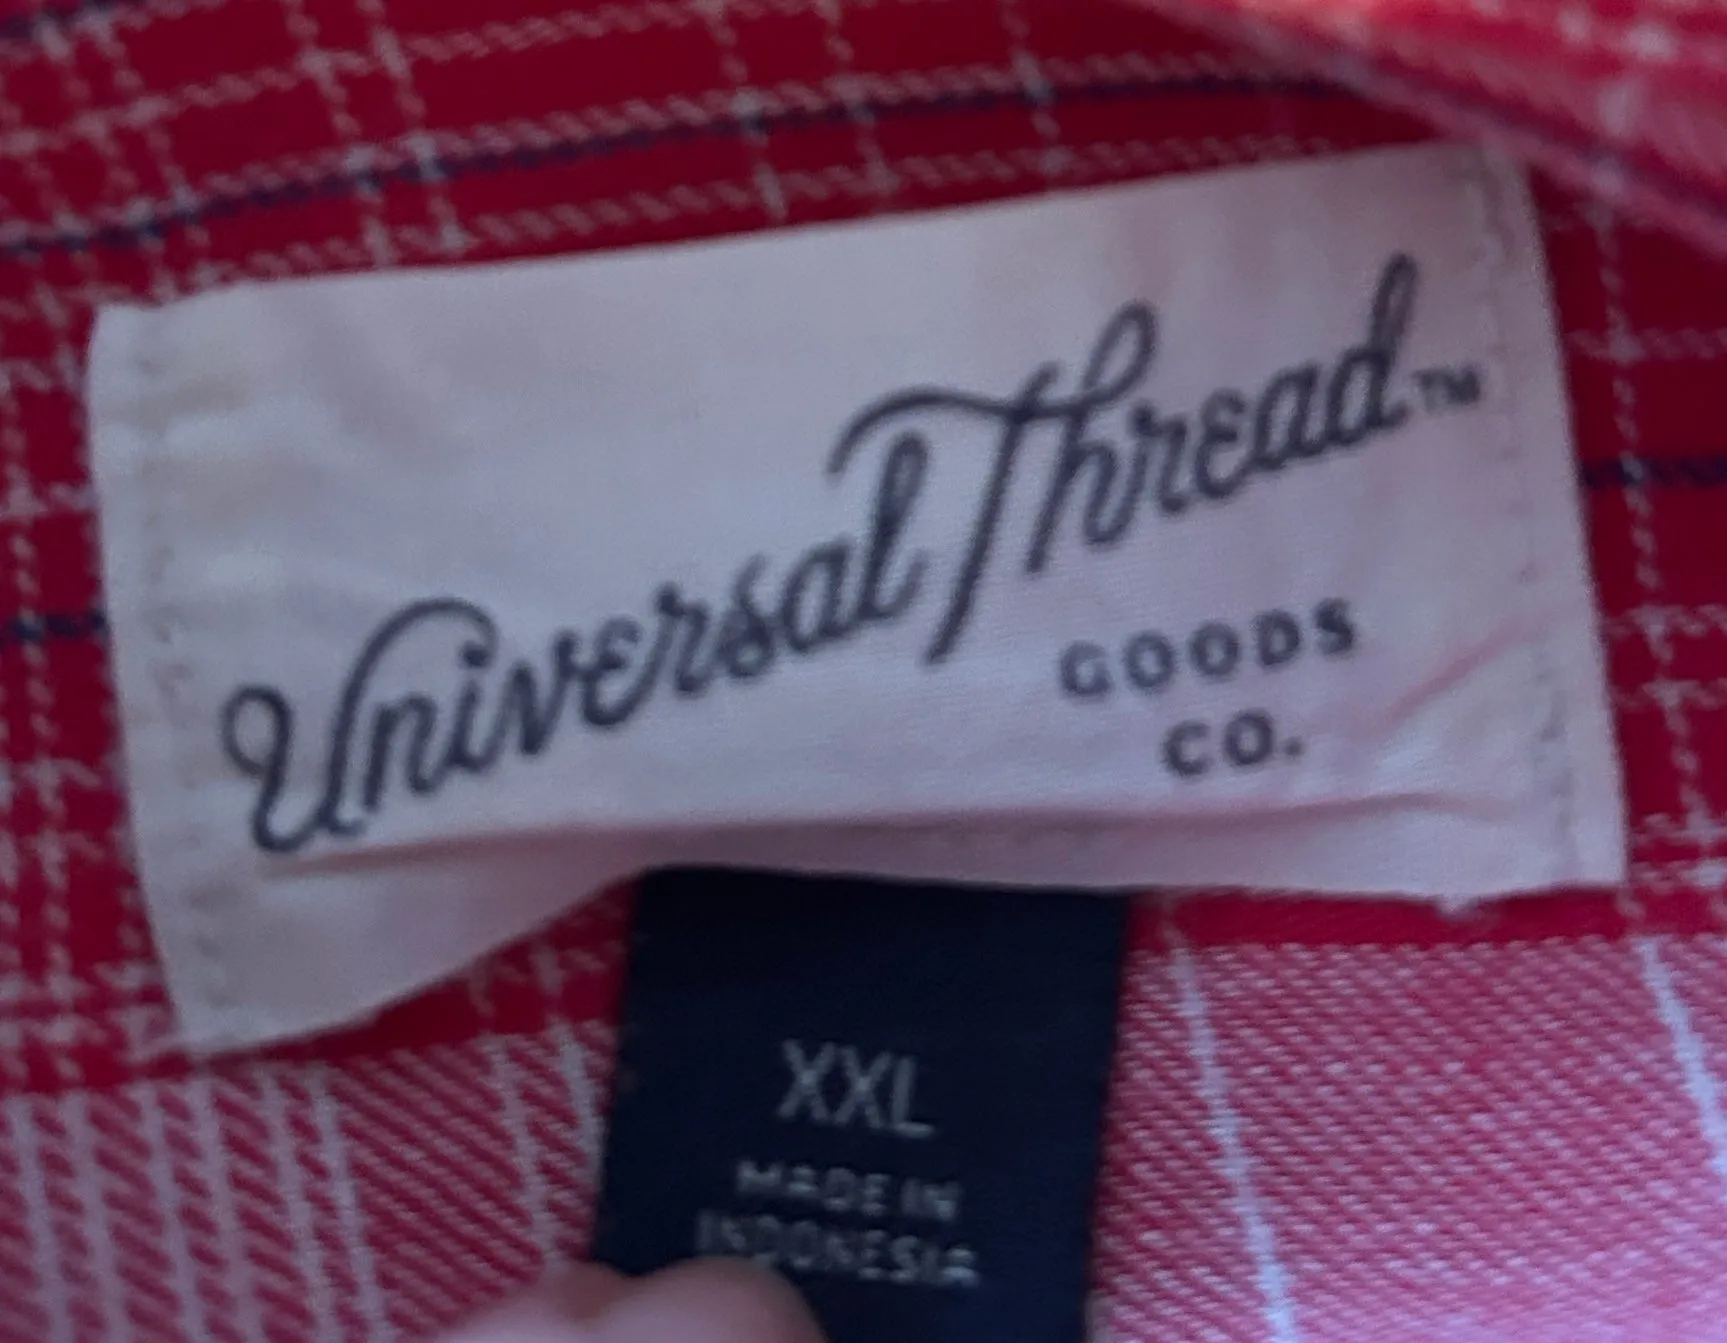 Universal Thread™
GOODS
CO.
XXL
MADE IN
INDONESIA